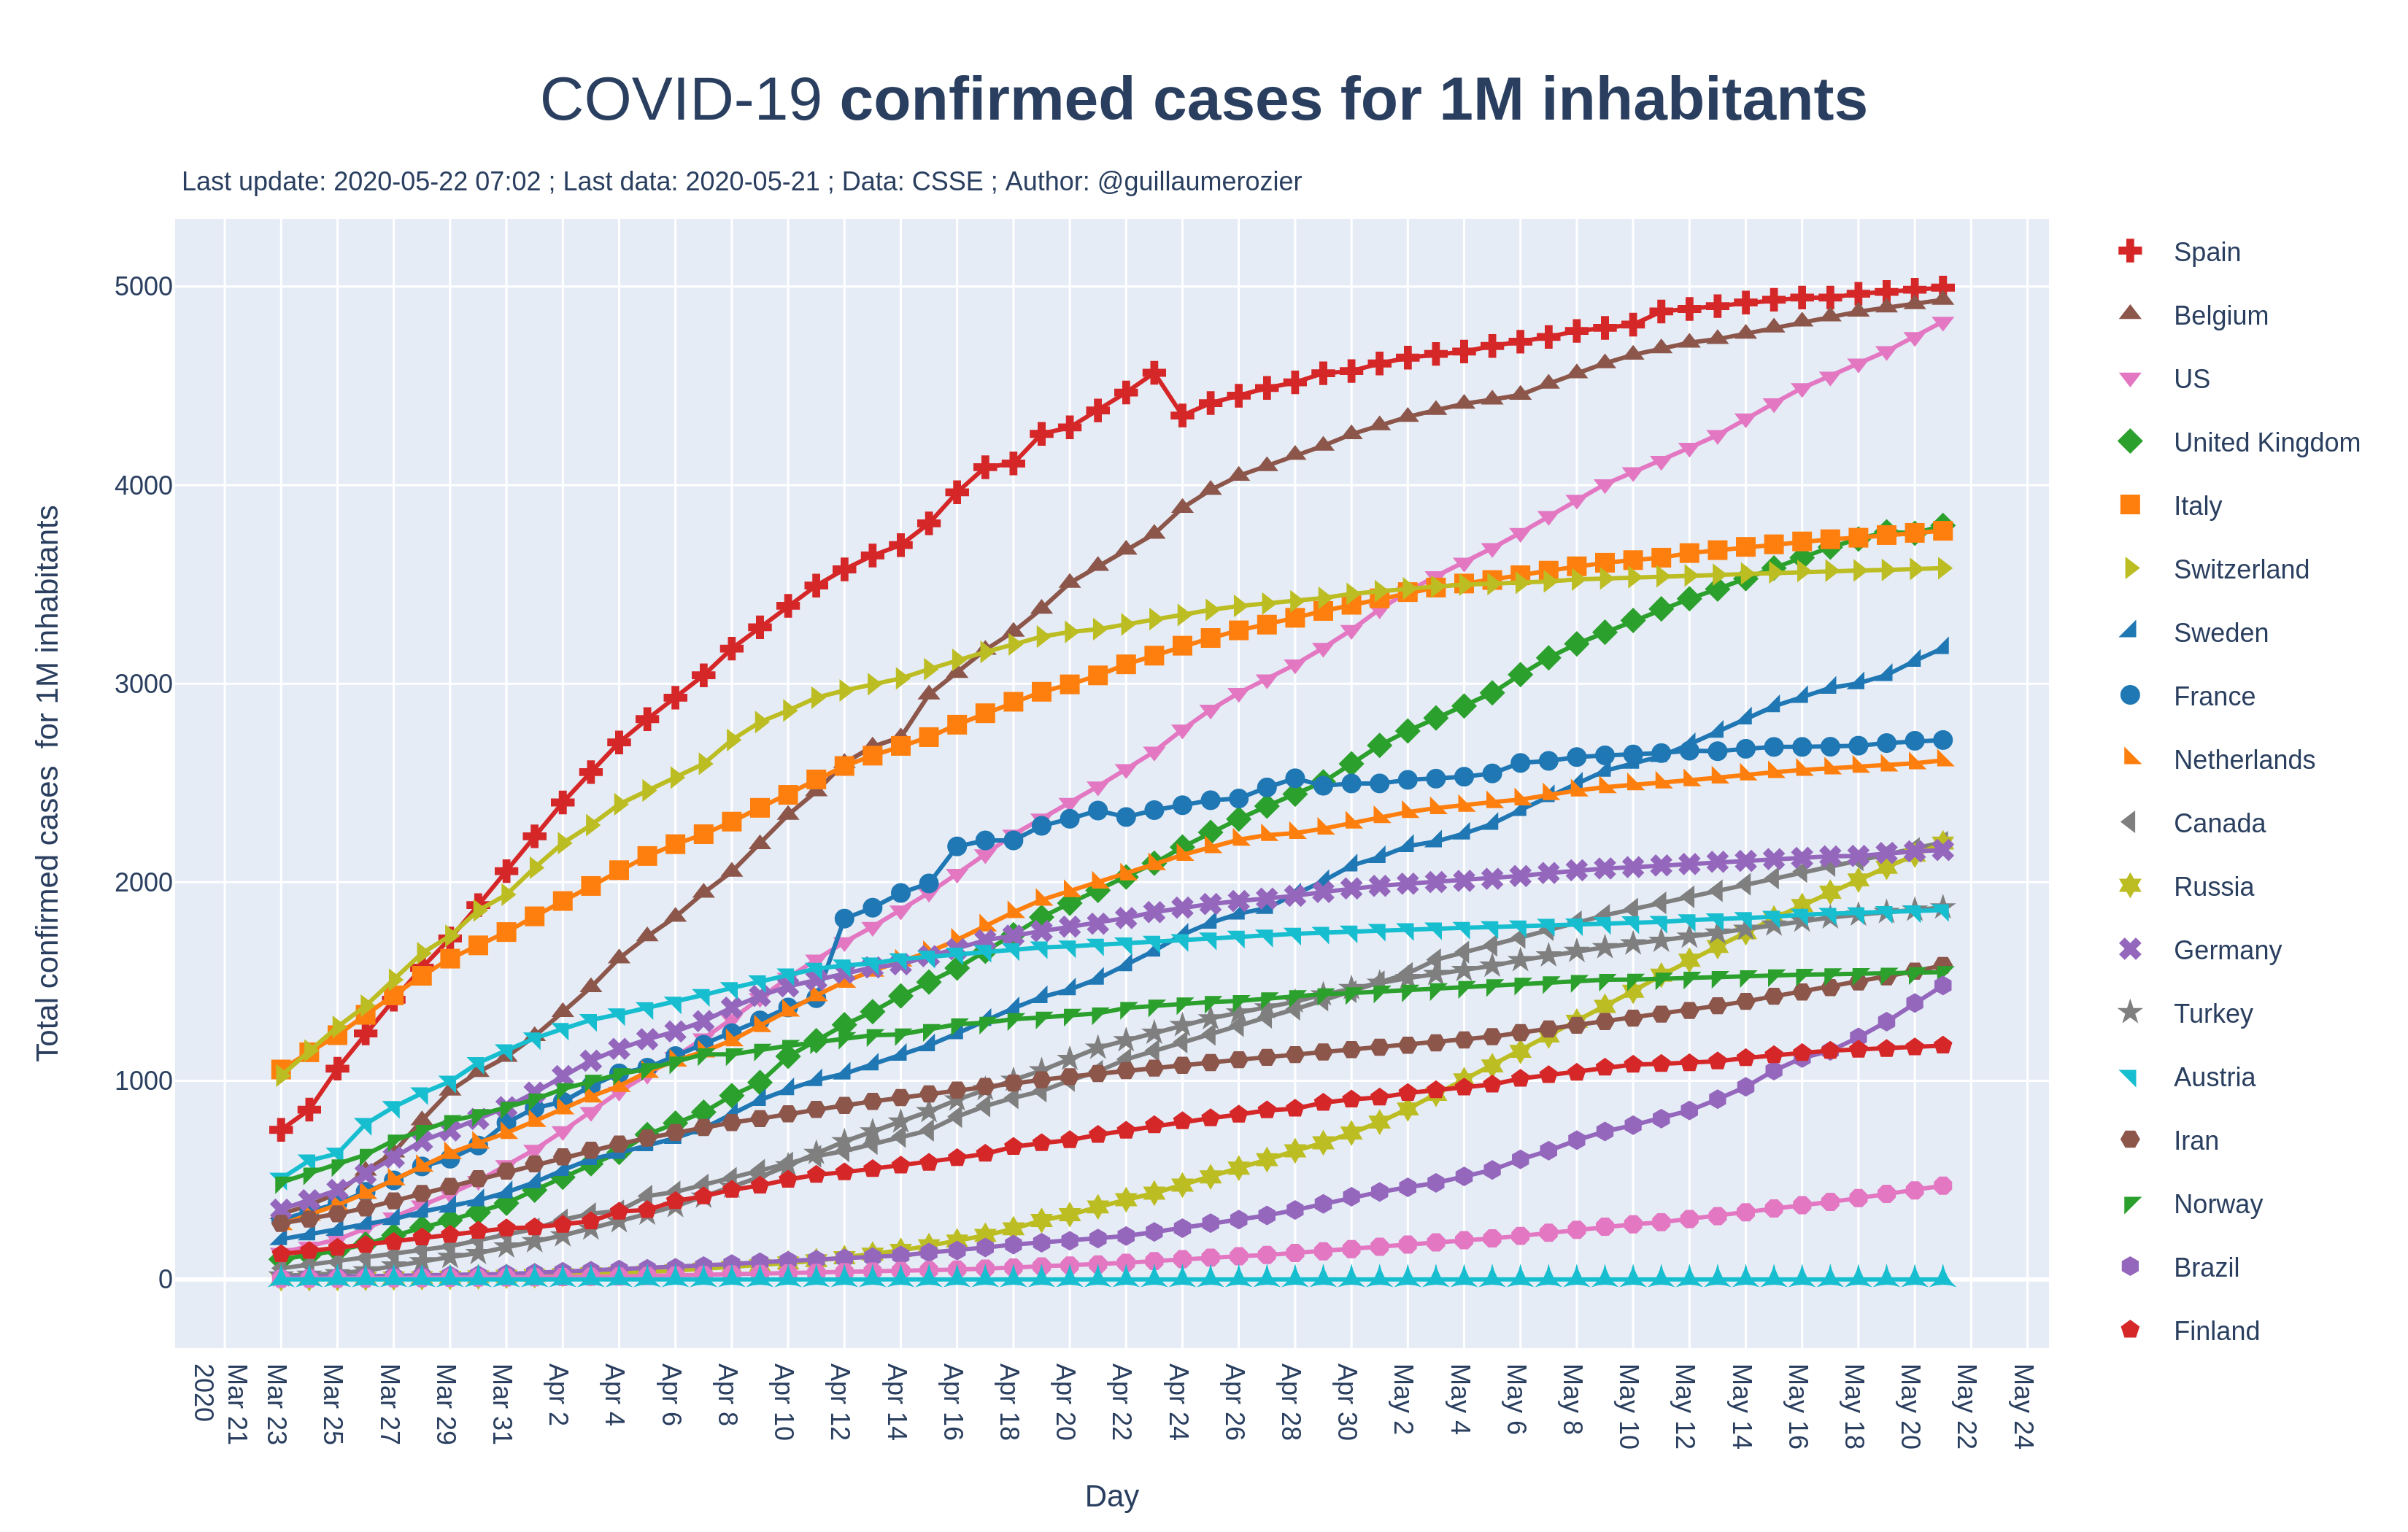 COVID-19 confirmed cases for 1M inhabitants
Last update: 2020-05-22 07:02 ; Last data: 2020-05-21 ; Data: CSSE ; Author: @guillaumerozier
Total confirmed cases  for 1M inhabitants
5000
4000
3000
2000
1000
0
Mar 21
2020
Mar 23
Mar 25
Mar 27
Mar 29
Mar 31
Apr 2
Apr 4
Apr 6
Apr 8
Apr 10
Apr 12
Apr 14
Apr 16
Apr 18
Apr 20
Apr 22
Apr 24
Apr 26
Apr 28
Apr 30
May 2
May 4
May 6
May 8
May 10
May 12
May 14
May 16
May 18
May 20
May 22
May 24
Day
Spain
Belgium
US
United Kingdom
Italy
Switzerland
Sweden
France
Netherlands
Canada
Russia
Germany
Turkey
Austria
Iran
Norway
Brazil
Finland